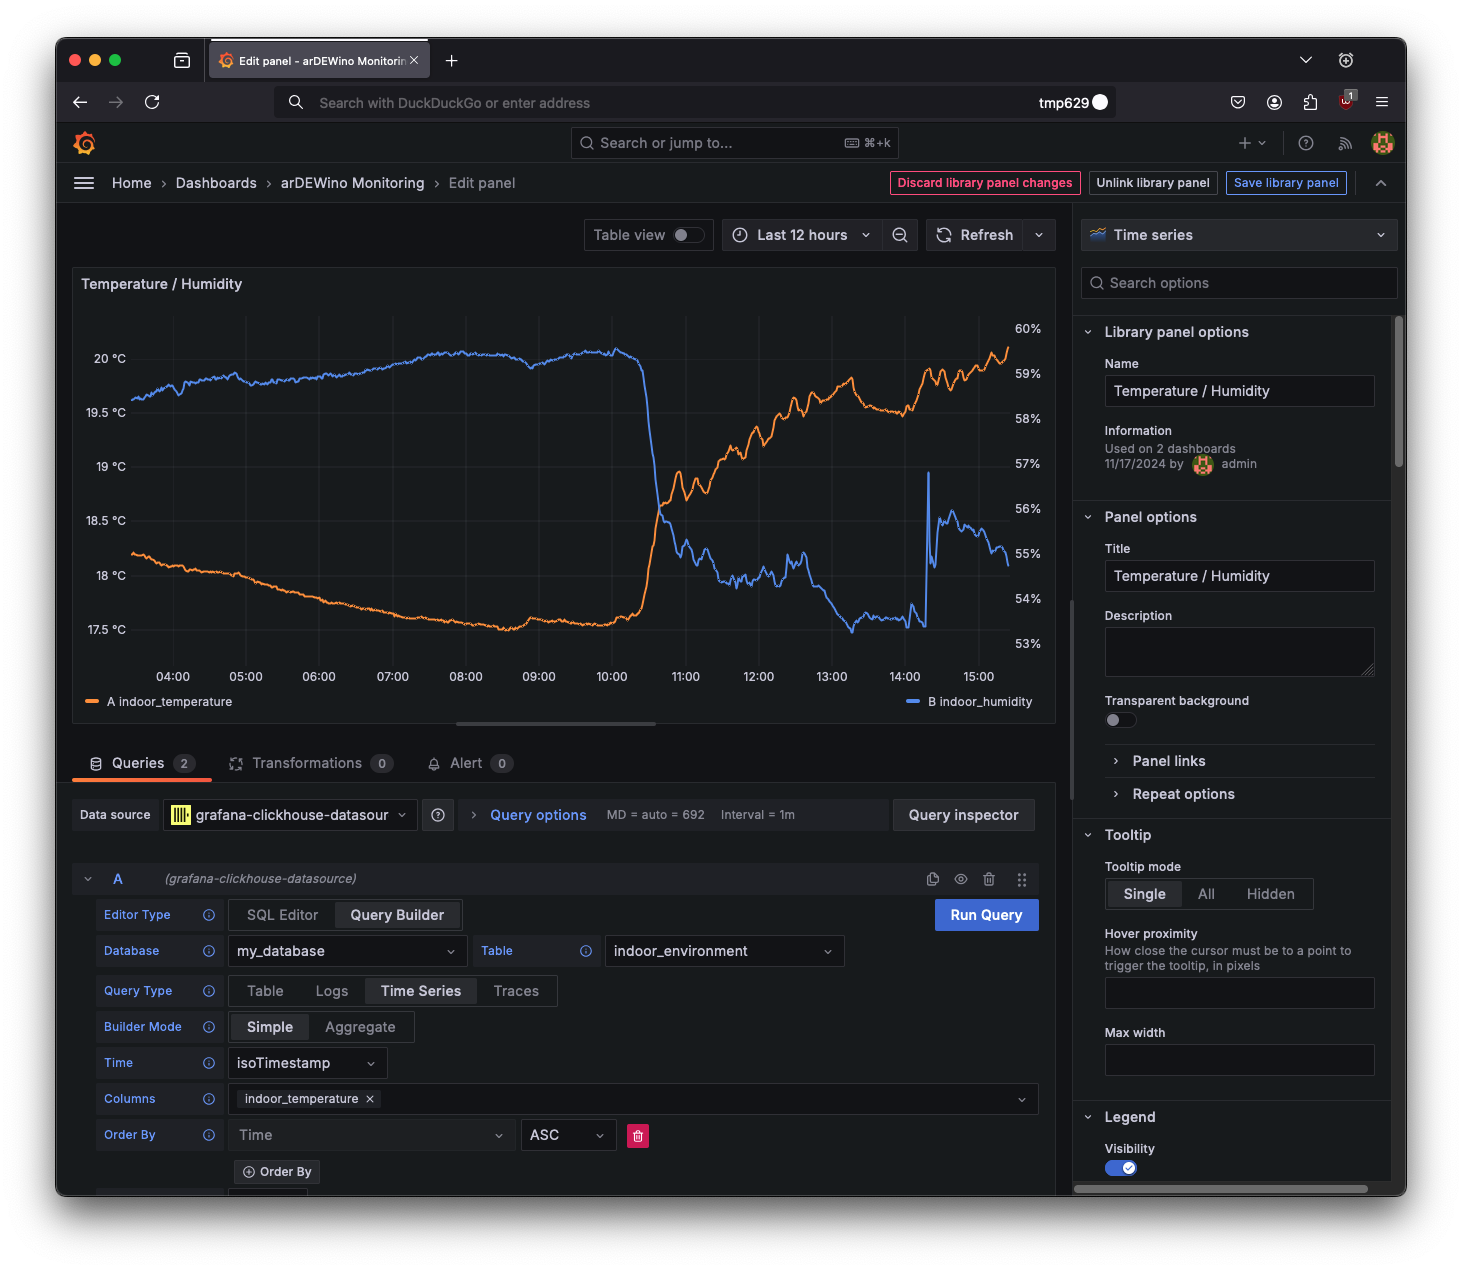 Edit panel - arDEWino Monitorin
Search with DuckDuckGo or enter address
tmp629
1
Search or jump to...
⌘+k
Home › Dashboards › arDEWino Monitoring › Edit panel
Discard library panel changes
Unlink library panel
Save library panel
Table view
Last 12 hours
Refresh
Time series
Search options
Temperature / Humidity
20 °C
19.5 °C
19 °C
18.5 °C
18 °C
17.5 °C
60%
59%
58%
57%
56%
55%
54%
53%
04:00 05:00 06:00 07:00 08:00 09:00 10:00 11:00 12:00 13:00 14:00 15:00
A indoor_temperature
B indoor_humidity
Queries 2
Transformations 0
Alert 0
Data source
grafana-clickhouse-datasour
Query options
MD = auto = 692
Interval = 1m
Query inspector
A
(grafana-clickhouse-datasource)
Editor Type
SQL Editor
Query Builder
Run Query
Database
my_database
Table
indoor_environment
Query Type
Table
Logs
Time Series
Traces
Builder Mode
Simple
Aggregate
Time
isoTimestamp
Columns
indoor_temperature
Order By
Time
ASC
Order By
Library panel options
Name
Temperature / Humidity
Information
Used on 2 dashboards
11/17/2024 by admin
Panel options
Title
Temperature / Humidity
Description
Transparent background
Panel links
Repeat options
Tooltip
Tooltip mode
Single
All
Hidden
Hover proximity
How close the cursor must be to a point to
trigger the tooltip, in pixels
Max width
Legend
Visibility